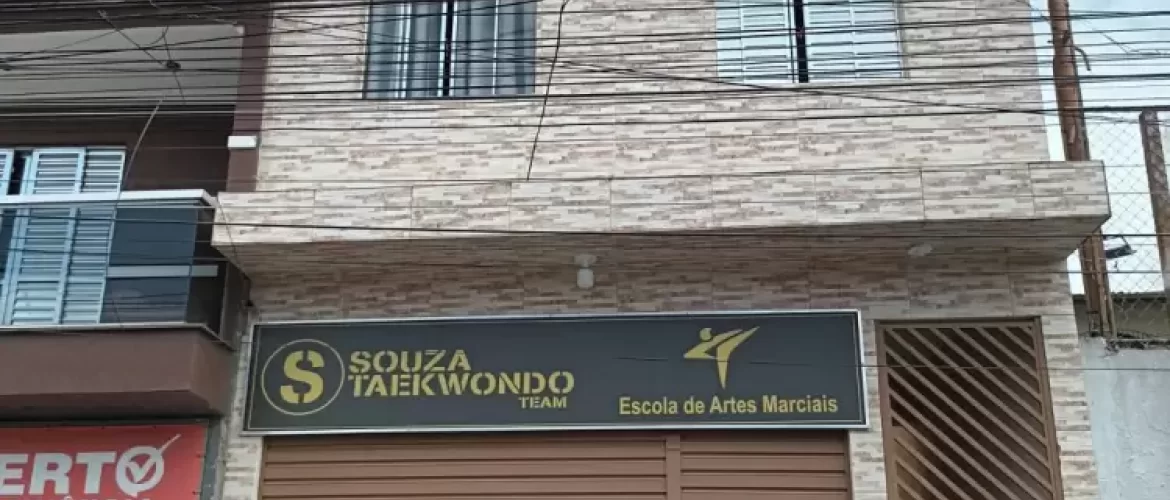 S
SOUZA
TAEKWONDO
TEAM
Escola de Artes Marciais
ERTO